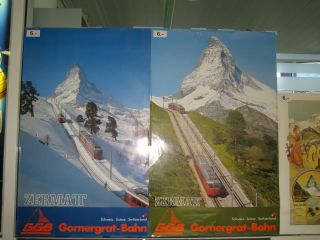 6.-
ZERMATT
Schweiz Suisse Switzerland
GGB Gornergrat-Bahn
6.-
ZERMATT
Schweiz Suisse Switzerland
GGB Gornergrat-Bahn